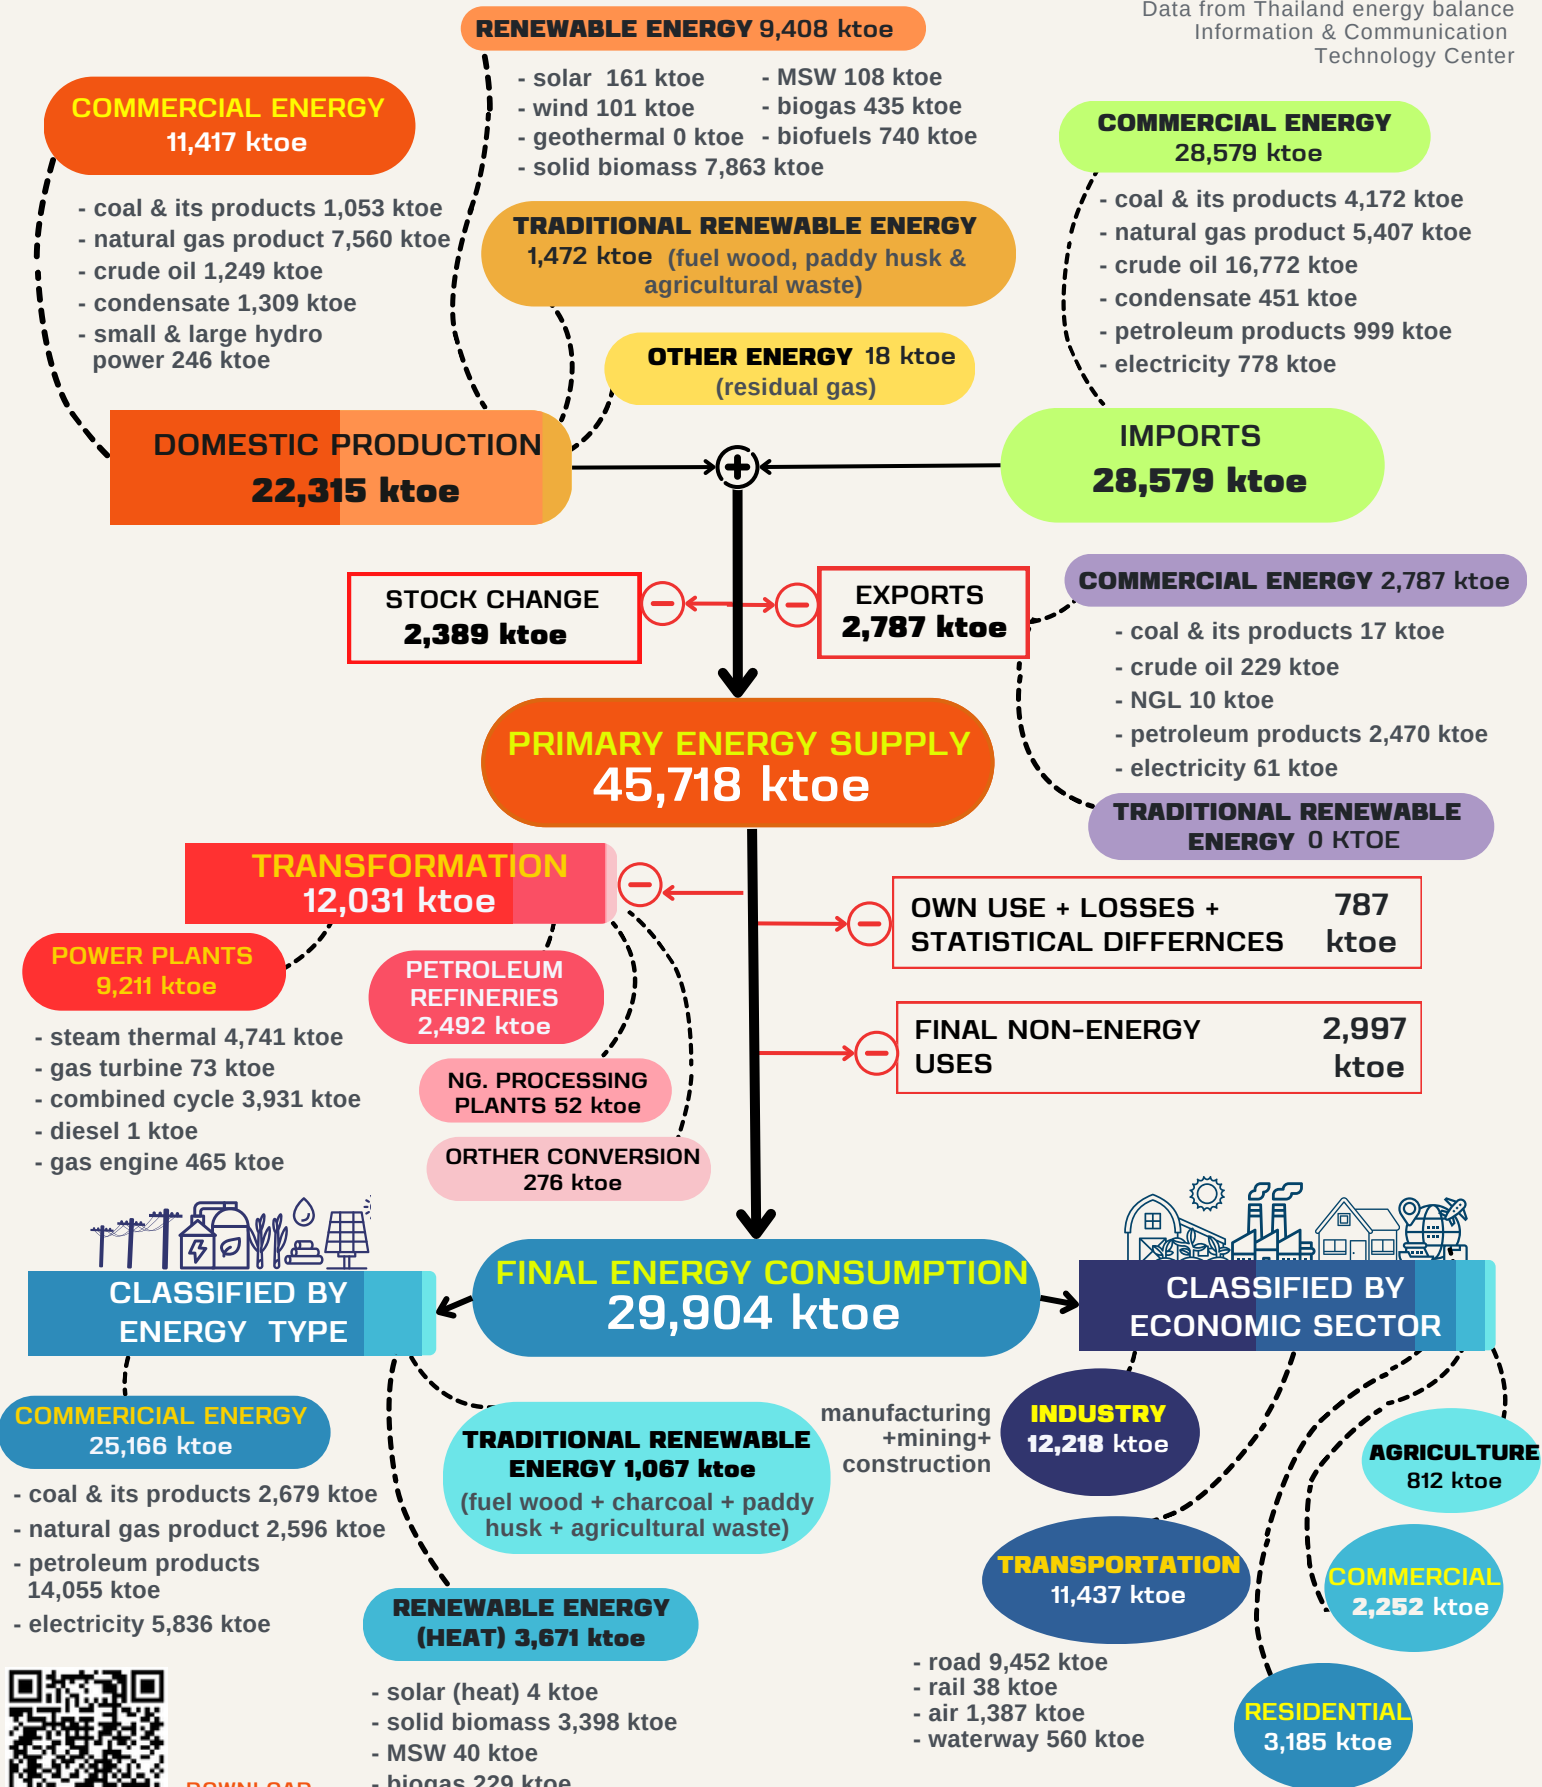 Data from Thailand energy balance
Information & Communication
Technology Center
RENEWABLE ENERGY 9,408 ktoe
- solar 161 ktoe
- wind 101 ktoe
- geothermal 0 ktoe
- solid biomass 7,863 ktoe
- MSW 108 ktoe
- biogas 435 ktoe
- biofuels 740 ktoe
COMMERCIAL ENERGY
11,417 ktoe
- coal & its products 1,053 ktoe
- natural gas product 7,560 ktoe
- crude oil 1,249 ktoe
- condensate 1,309 ktoe
- small & large hydro
power 246 ktoe
TRADITIONAL RENEWABLE ENERGY
1,472 ktoe (fuel wood, paddy husk &
agricultural waste)
OTHER ENERGY 18 ktoe
(residual gas)
COMMERCIAL ENERGY
28,579 ktoe
- coal & its products 4,172 ktoe
- natural gas product 5,407 ktoe
- crude oil 16,772 ktoe
- condensate 451 ktoe
- petroleum products 999 ktoe
- electricity 778 ktoe
DOMESTIC PRODUCTION
22,315 ktoe
IMPORTS
28,579 ktoe
STOCK CHANGE
2,389 ktoe
EXPORTS
2,787 ktoe
COMMERCIAL ENERGY 2,787 ktoe
- coal & its products 17 ktoe
- crude oil 229 ktoe
- NGL 10 ktoe
- petroleum products 2,470 ktoe
- electricity 61 ktoe
TRADITIONAL RENEWABLE
ENERGY 0 KTOE
PRIMARY ENERGY SUPPLY
45,718 ktoe
TRANSFORMATION
12,031 ktoe
OWN USE + LOSSES +
STATISTICAL DIFFERNCES
787
ktoe
FINAL NON-ENERGY
USES
2,997
ktoe
POWER PLANTS
9,211 ktoe
- steam thermal 4,741 ktoe
- gas turbine 73 ktoe
- combined cycle 3,931 ktoe
- diesel 1 ktoe
- gas engine 465 ktoe
PETROLEUM
REFINERIES
2,492 ktoe
NG. PROCESSING
PLANTS 52 ktoe
ORTHER CONVERSION
276 ktoe
FINAL ENERGY CONSUMPTION
29,904 ktoe
CLASSIFIED BY
ENERGY TYPE
CLASSIFIED BY
ECONOMIC SECTOR
COMMERICIAL ENERGY
25,166 ktoe
- coal & its products 2,679 ktoe
- natural gas product 2,596 ktoe
- petroleum products
14,055 ktoe
- electricity 5,836 ktoe
TRADITIONAL RENEWABLE
ENERGY 1,067 ktoe
(fuel wood + charcoal + paddy
husk + agricultural waste)
RENEWABLE ENERGY
(HEAT) 3,671 ktoe
- solar (heat) 4 ktoe
- solid biomass 3,398 ktoe
- MSW 40 ktoe
- biogas 229 ktoe
manufacturing
+mining+
construction
INDUSTRY
12,218 ktoe
AGRICULTURE
812 ktoe
TRANSPORTATION
11,437 ktoe
- road 9,452 ktoe
- rail 38 ktoe
- air 1,387 ktoe
- waterway 560 ktoe
COMMERCIAL
2,252 ktoe
RESIDENTIAL
3,185 ktoe
DOWNLOAD